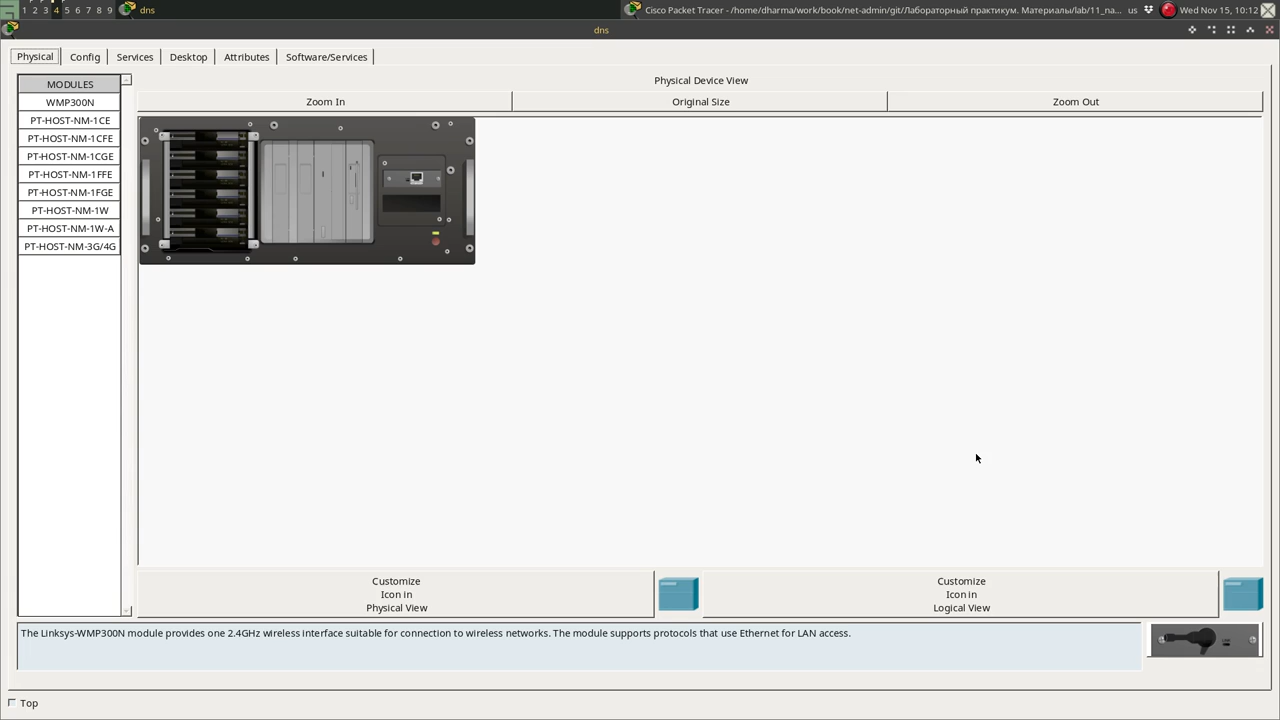 1 2 3 4 5 6 7 8 9 dns Cisco Packet Tracer - /home/dharma/work/book/net-admin/git//Лабораторный практикум. Материалы/lab/11_na... us Wed Nov 15, 10:12
dns
Physical Config Services Desktop Attributes Software/Services
MODULES
WMP300N
PT-HOST-NM-1CE
PT-HOST-NM-1CFE
PT-HOST-NM-1CGE
PT-HOST-NM-1FFE
PT-HOST-NM-1FGE
PT-HOST-NM-1W
PT-HOST-NM-1W-A
PT-HOST-NM-3G/4G
Physical Device View
Zoom In Original Size Zoom Out
Customize
Icon in
Physical View
Customize
Icon in
Logical View
The Linksys-WMP300N module provides one 2.4GHz wireless interface suitable for connection to wireless networks. The module supports protocols that use Ethernet for LAN access.
Top